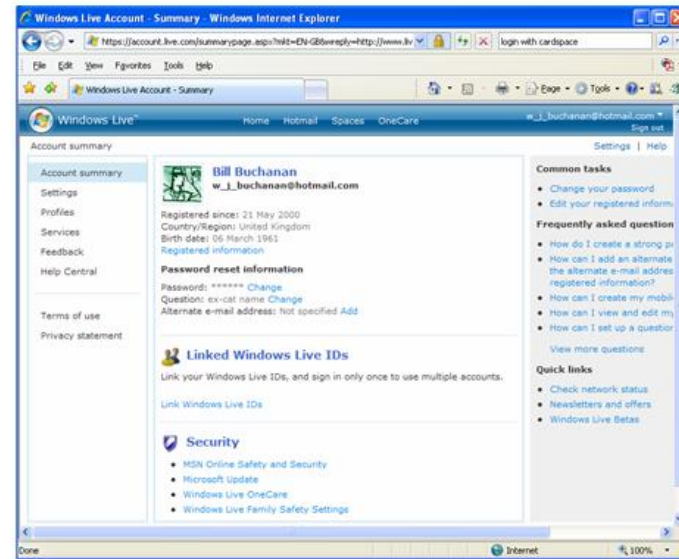 Windows Live Account - Summary - Windows Internet Explorer
https://account.live.com/summarypage.aspx?mkt=EN-GB&wreply=http://www.liv
login with cardspace
File Edit View Favorites Tools Help
Windows Live Account - Summary
Page Tools
Windows Live™
Home Hotmail Spaces OneCare
w_j_buchanan@hotmail.com
Sign out
Account summary
Settings | Help
Account summary
Settings
Profiles
Services
Feedback
Help Central
Terms of use
Privacy statement
Bill Buchanan
w_j_buchanan@hotmail.com
Registered since: 21 May 2000
Country/Region: United Kingdom
Birth date: 06 March 1961
Registered information
Password reset information
Password: ****** Change
Question: ex-cat name Change
Alternate e-mail address: Not specified Add
Linked Windows Live IDs
Link your Windows Live IDs, and sign in only once to use multiple accounts.
Link Windows Live IDs
Security
MSN Online Safety and Security
Microsoft Update
Windows Live OneCare
Windows Live Family Safety Settings
Common tasks
Change your password
Edit your registered inform
Frequently asked question
How do I create a strong p
How can I add an alternate
the alternate e-mail addres
registered information?
How can I create my mobil
How can I view and edit my
How can I set up a question
View more questions
Quick links
Check network status
Newsletters and offers
Windows Live Betas
Done
Internet
100%